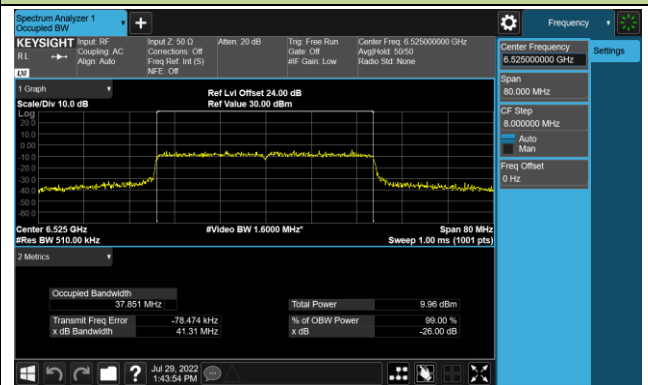 Spectrum Analyzer 1
Occupied BW
Frequency
KEYSIGHT
RL
LXI
Input: RF
Coupling: AC
Align: Auto
Input Z: 50 Ω
Corrections: Off
Freq Ref: Int (S)
NFE: Off
Atten: 20 dB
Trig: Free Run
Gate: Off
#IF Gain: Low
Center Freq: 6.525000000 GHz
Avg|Hold: 50/50
Radio Std: None
Center Frequency
6.525000000 GHz
Settings
Span
80.000 MHz
CF Step
8.000000 MHz
Auto
Man
Freq Offset
0 Hz
1 Graph
Scale/Div 10.0 dB
Ref Lvl Offset 24.00 dB
Ref Value 30.00 dBm
Log
20.0
10.0
0.00
-10.0
-20.0
-30.0
-40.0
-50.0
-60.0
Center 6.525 GHz
#Res BW 510.00 kHz
#Video BW 1.6000 MHz*
Span 80 MHz
Sweep 1.00 ms (1001 pts)
2 Metrics
Occupied Bandwidth
37.851 MHz
Total Power 9.96 dBm
Transmit Freq Error -78.474 kHz
% of OBW Power 99.00 %
x dB Bandwidth 41.31 MHz
x dB -26.00 dB
?
Jul 29, 2022
1:43:54 PM